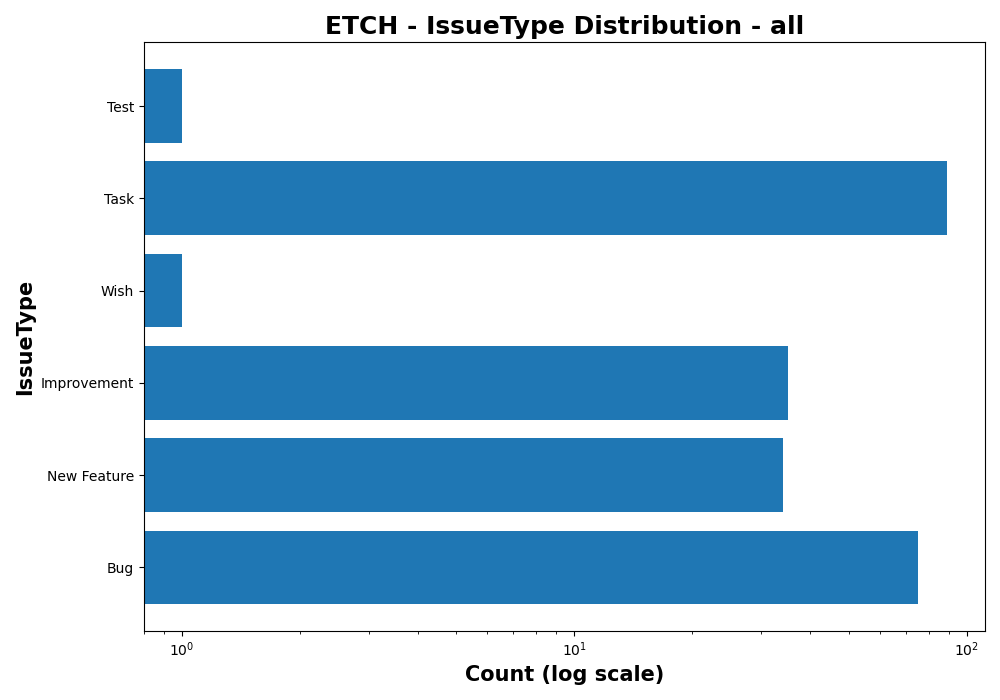 ETCH - IssueType Distribution - all
IssueType
Test
Task
Wish
Improvement
New Feature
Bug
10⁰ 10¹ 10²
Count (log scale)